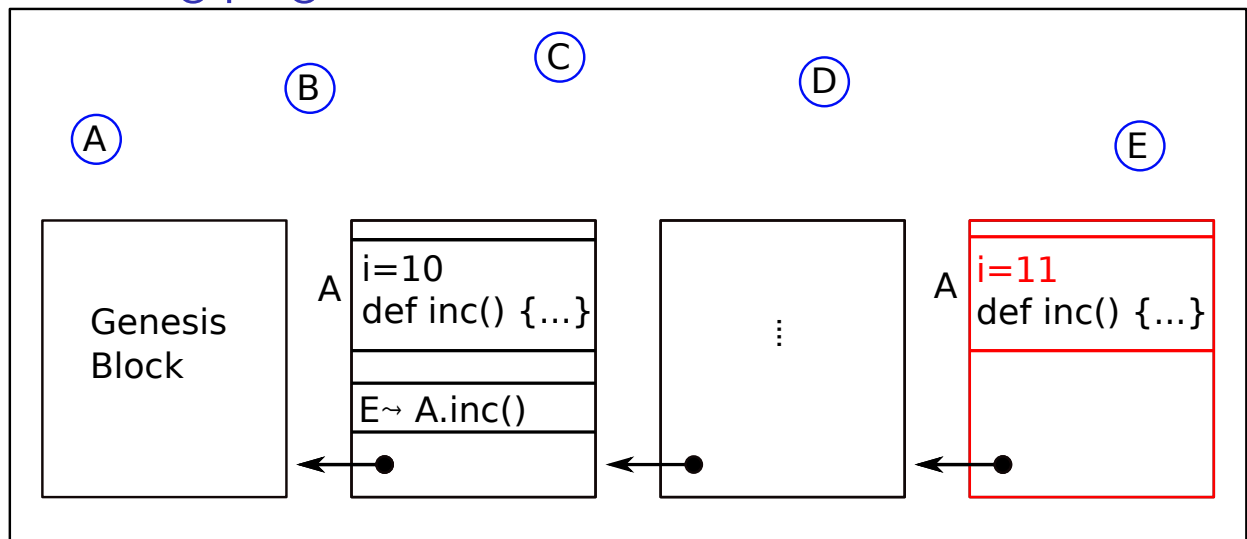 C
B
D
A
E
i=10
A
def inc() {...}
Genesis
Block
E⤳ A.inc()
⋮
i=11
A
def inc() {...}